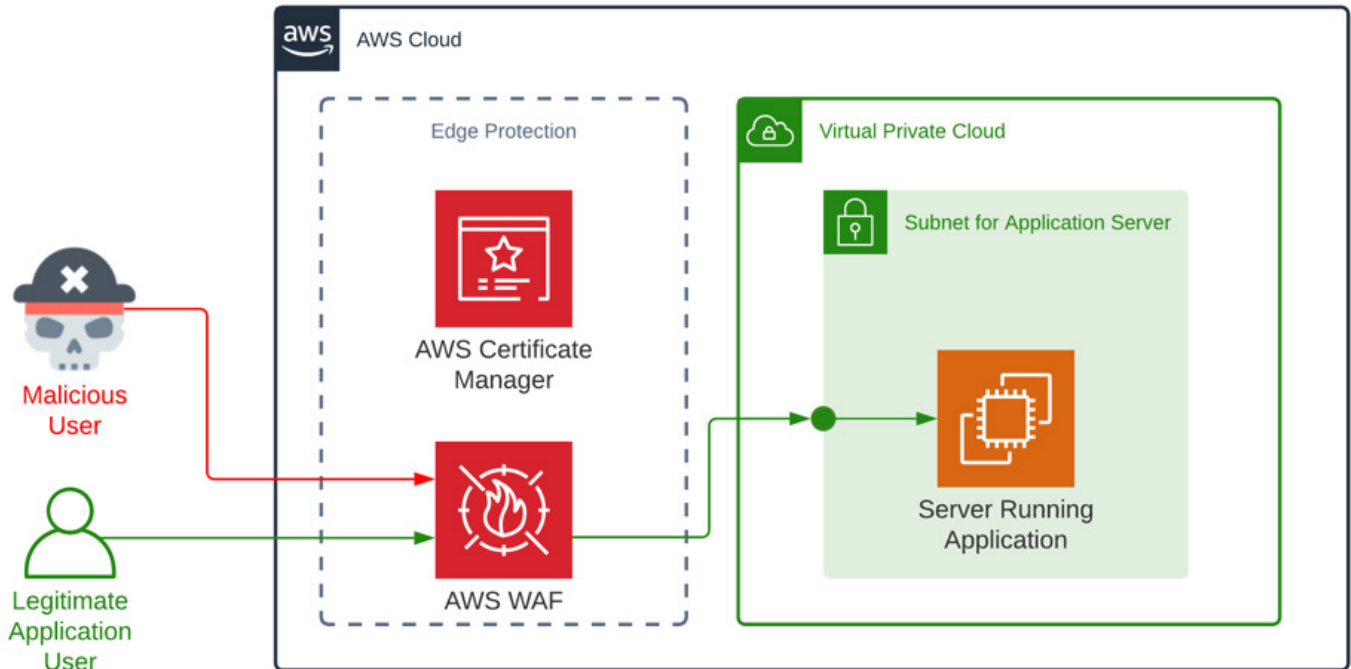 aws
AWS Cloud
Edge Protection
Virtual Private Cloud
Subnet for Application Server
AWS Certificate
Manager
Malicious
User
Server Running
Application
AWS WAF
Legitimate
Application
User